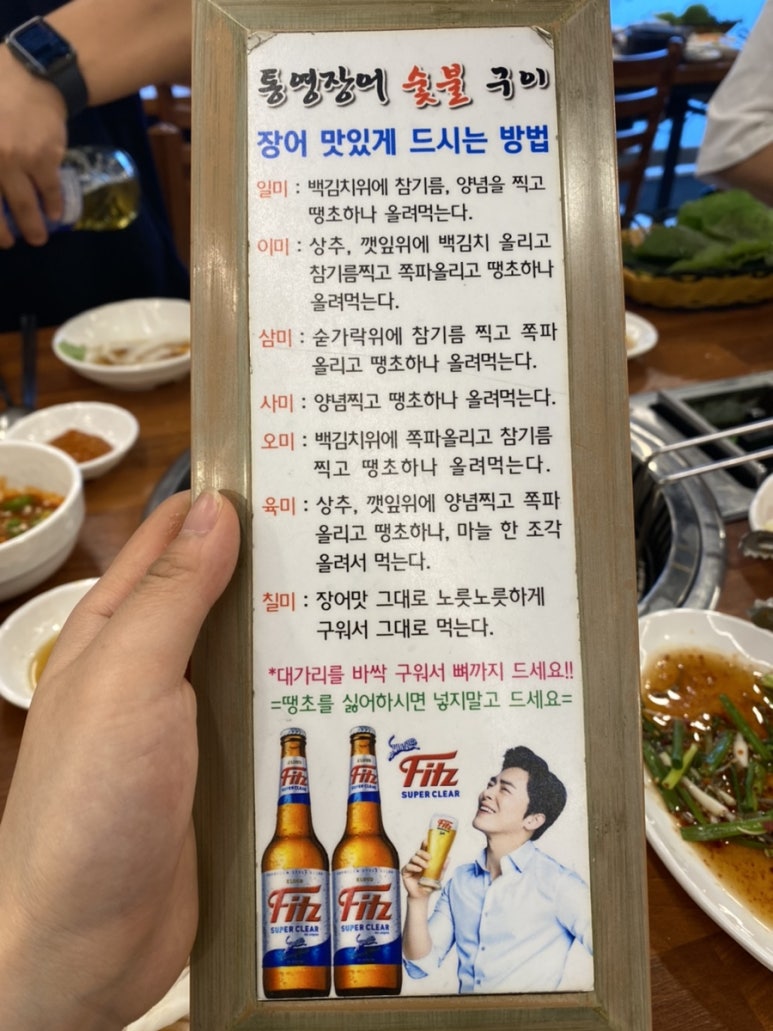 통영장어 숯불 구이
장어 맛있게 드시는 방법
일미 : 백김치위에 참기름, 양념을 찍고
땡초하나 올려먹는다.
이미 : 상추, 깻잎위에 백김치 올리고
참기름찍고 쪽파올리고 땡초하나
올려먹는다.
삼미 : 숟가락위에 참기름 찍고 쪽파
올리고 땡초하나 올려먹는다.
사미 : 양념찍고 땡초하나 올려먹는다.
오미 : 백김치위에 쪽파올리고 참기름
찍고 땡초하나 올려먹는다.
육미 : 상추, 깻잎위에 양념찍고 쪽파
올리고 땡초하나, 마늘 한 조각
올려서 먹는다.
칠미 : 장어맛 그대로 노릇노릇하게
구워서 그대로 먹는다.
*대가리를 바싹 구워서 뼈까지 드세요!!
=땡초를 싫어하시면 넣지말고 드세요=
Fitz
SUPER CLEAR
Fitz
Fitz
Fitz
Fitz
SUPER CLEAR
Fitz
SUPER CLEAR